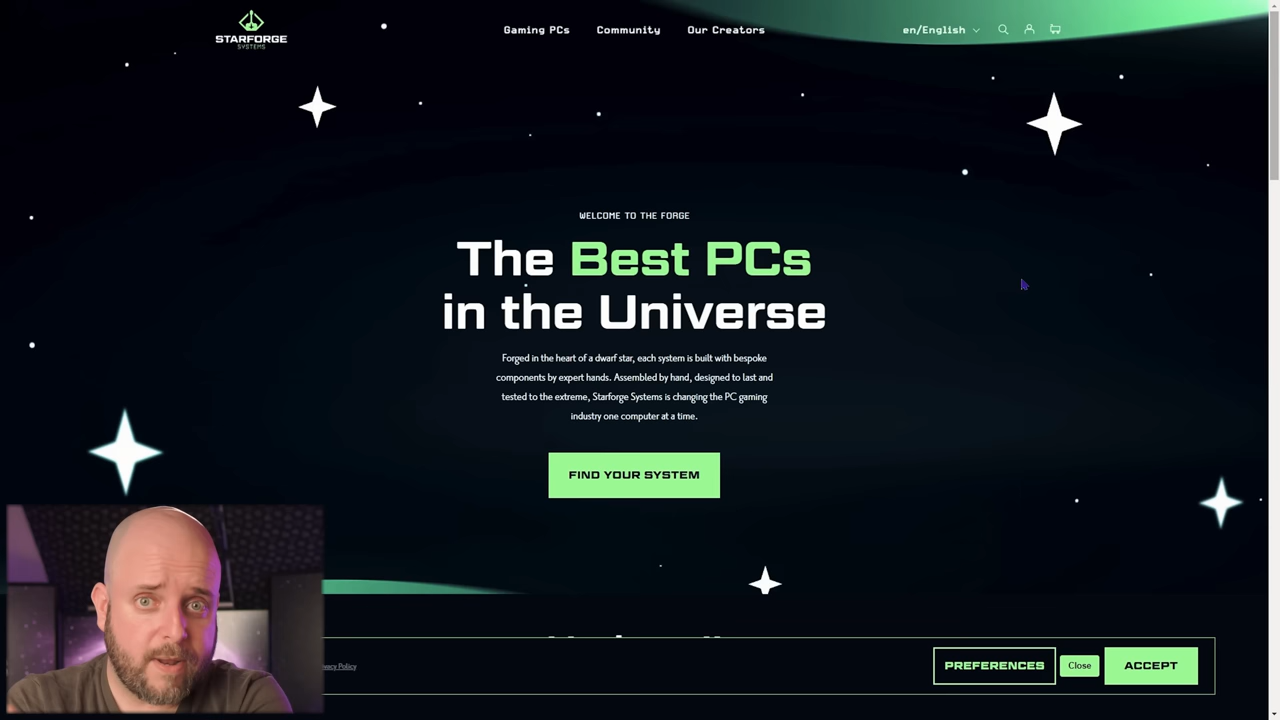 STARFORGE
SYSTEMS
Gaming PCs
Community
Our Creators
en/English
WELCOME TO THE FORGE
The Best PCs
in the Universe
Forged in the heart of a dwarf star, each system is built with bespoke
components by expert hands. Assembled by hand, designed to last and
tested to the extreme, Starforge Systems is changing the PC gaming
industry one computer at a time.
FIND YOUR SYSTEM
Policy
PREFERENCES
Close
ACCEPT